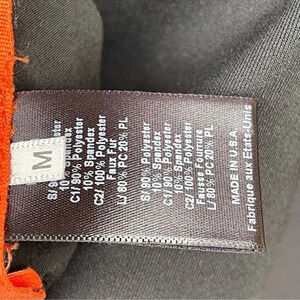 M
S/ 90% Polyester
10% Spandex
C1/ 90% Polyester
10% Spandex
C2/ 100% Polyester
Faux Fur
L/ 80% PC 20% PL
S/ 90% Polyester
10% Spandex
C1/ 90% Polyester
10% Spandex
C2/ 100% Polyester
Fausse Fourrure
L/ 80% PC 20% PL
MADE IN U.S.A.
Fabrique aux Etats-Unis